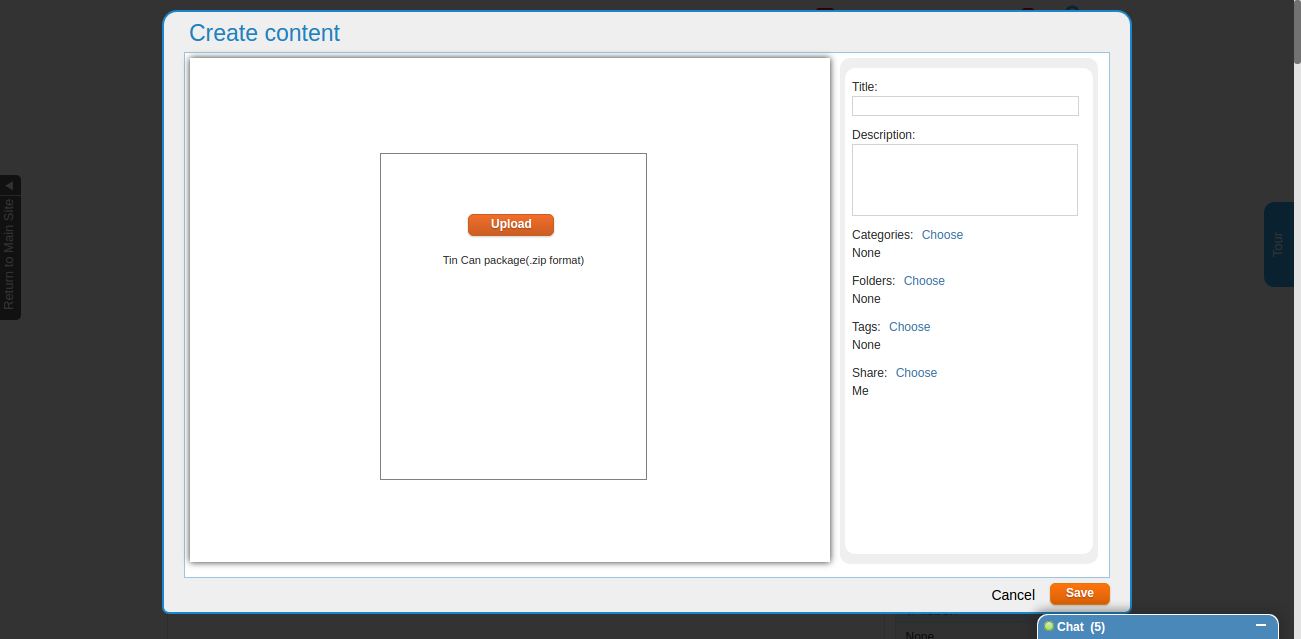 Create content
Return to Main Site
Upload
Tin Can package(.zip format)
Title:
Description:
Categories: Choose
None
Folders: Choose
None
Tags: Choose
None
Share: Choose
Me
Tour
Cancel
Save
None
Chat (5)